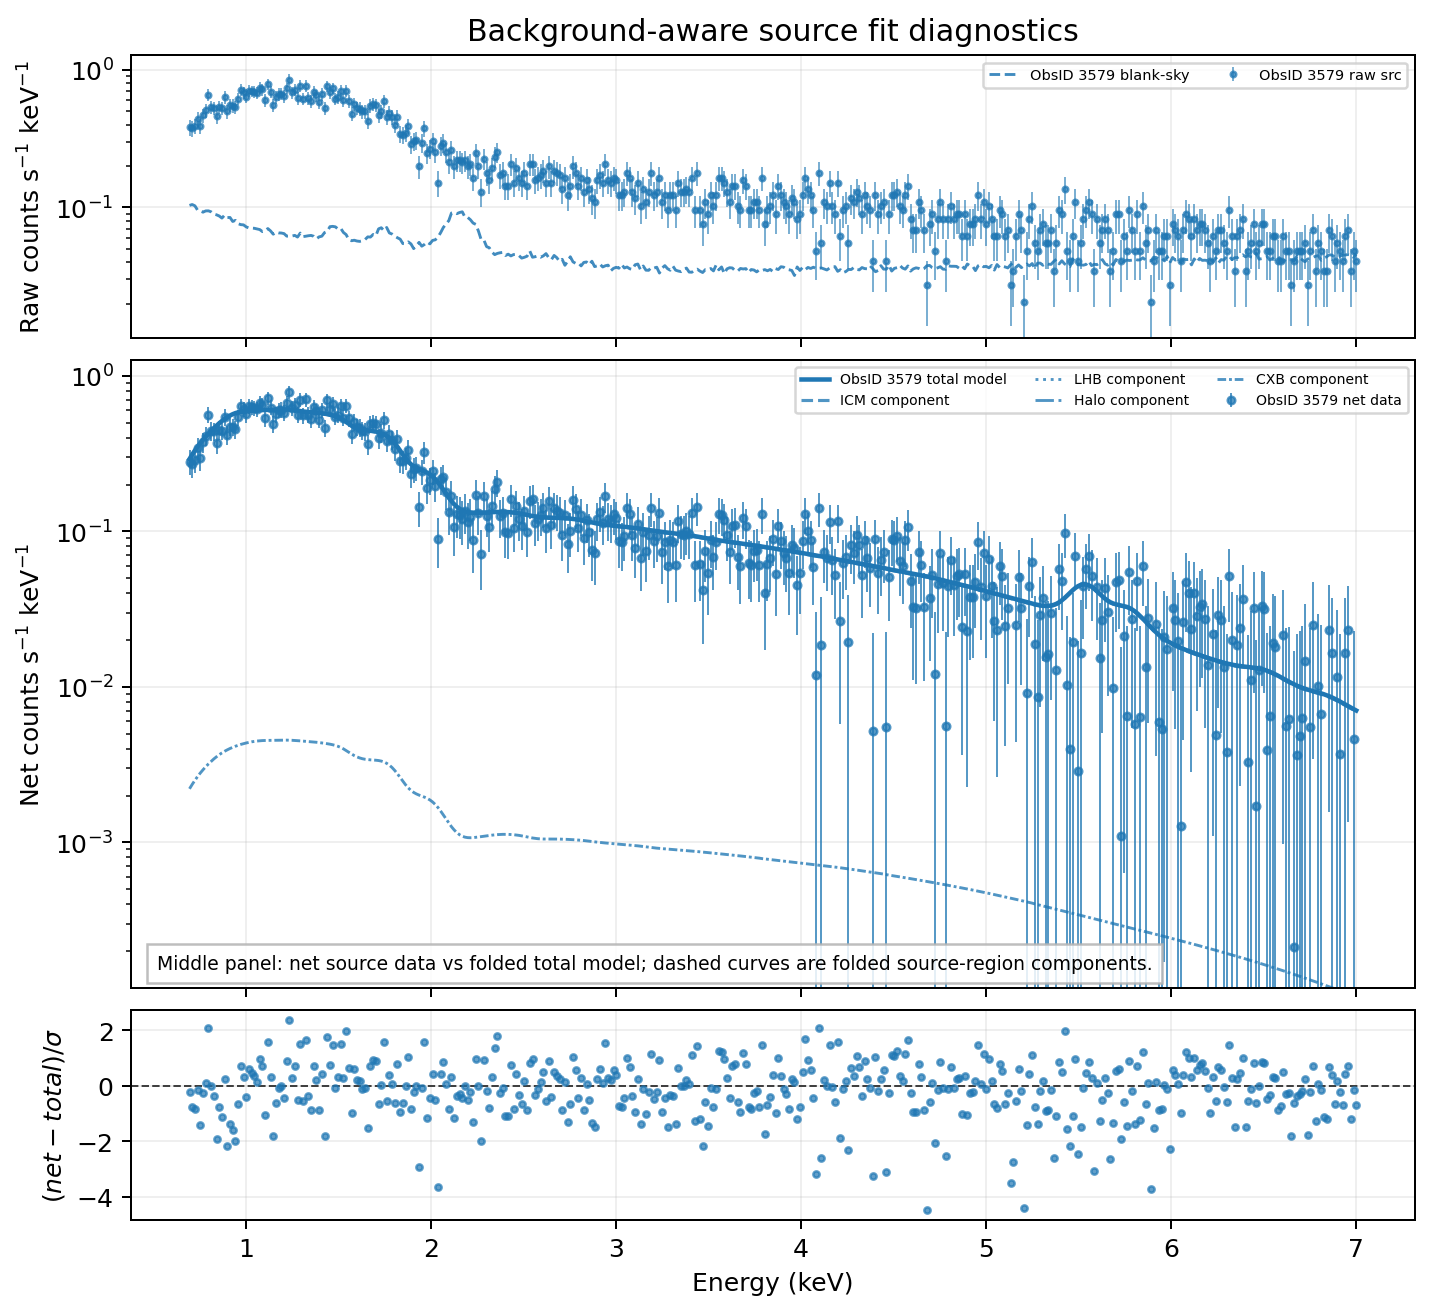 Background-aware source fit diagnostics
Raw counts s⁻¹ keV⁻¹
10⁰
10⁻¹
ObsID 3579 blank-sky
ObsID 3579 raw src
Net counts s⁻¹ keV⁻¹
10⁰
10⁻¹
10⁻²
10⁻³
ObsID 3579 total model
ICM component
LHB component
Halo component
CXB component
ObsID 3579 net data
Middle panel: net source data vs folded total model; dashed curves are folded source-region components.
(net − total)/σ
2
0
−2
−4
1 2 3 4 5 6 7
Energy (keV)